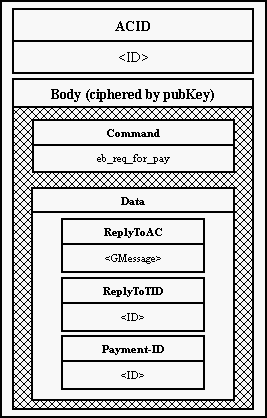 ACID
<ID>
Body (ciphered by pubKey)
Command
eb_req_for_pay
Data
ReplyToAC
<GMessage>
ReplyToTID
<ID>
Payment-ID
<ID>